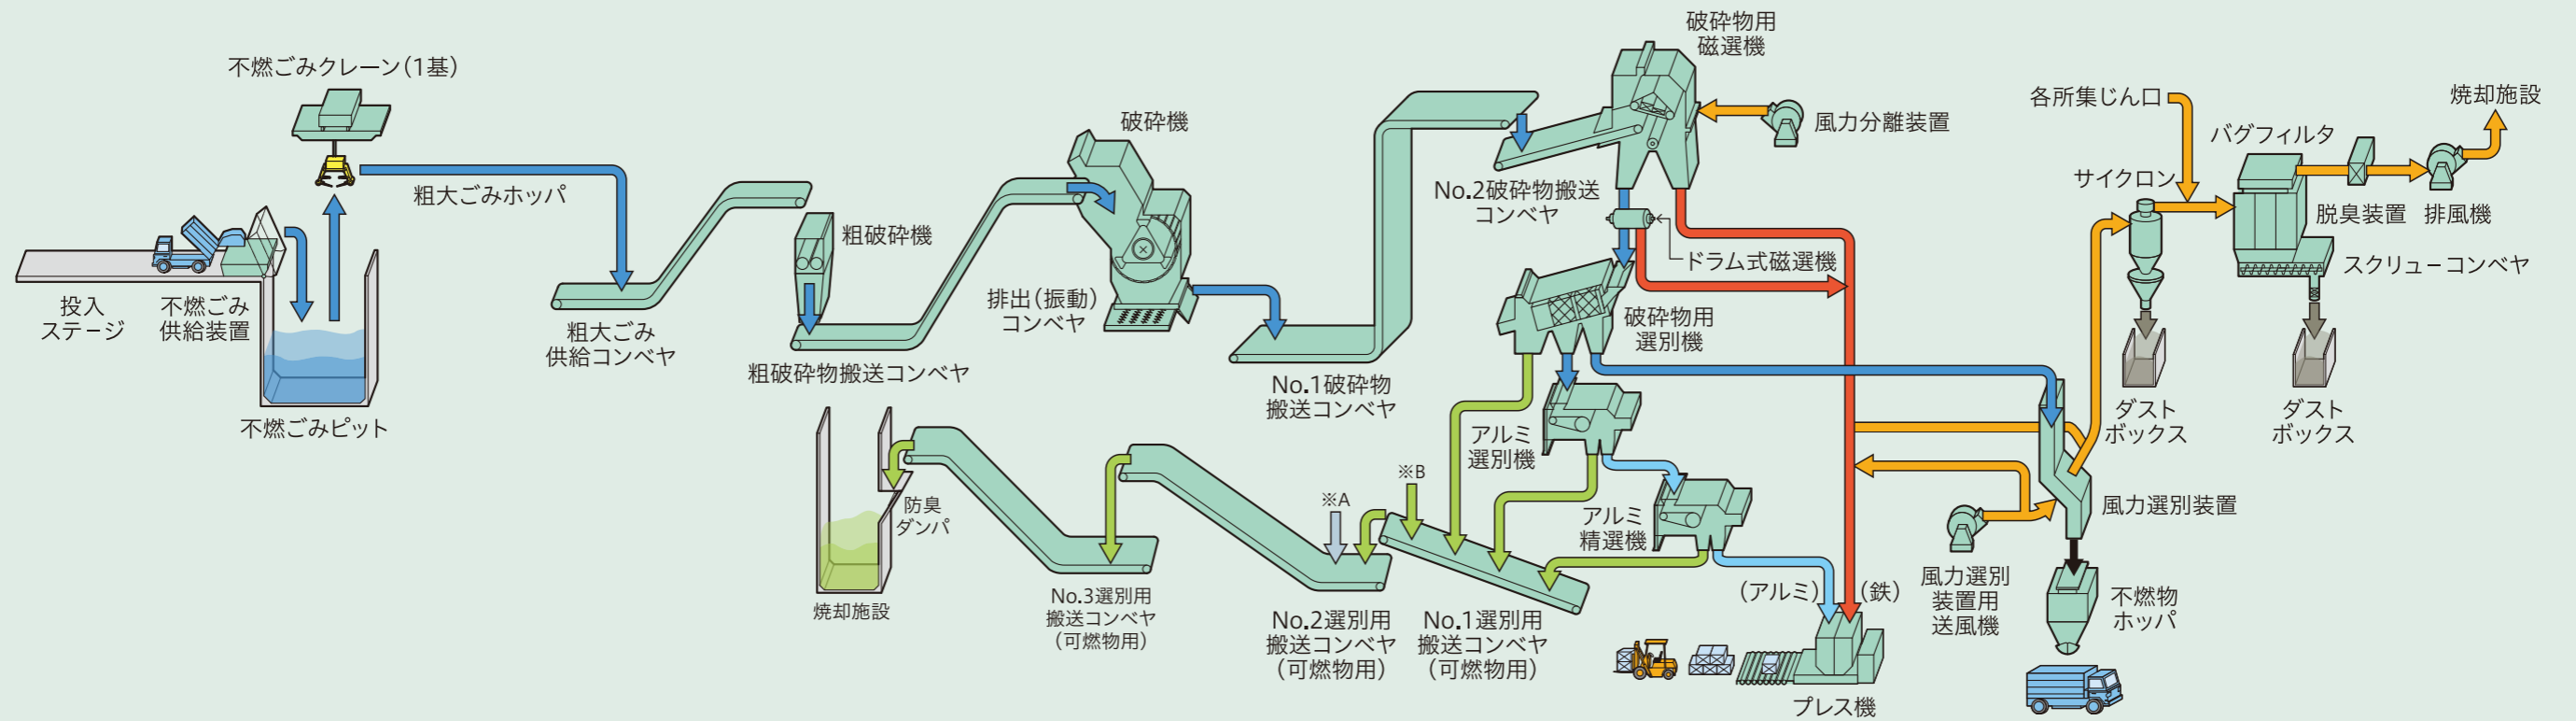 不燃ごみクレーン(1基)
粗大ごみホッパ
投入
ステージ
不燃ごみ
供給装置
不燃ごみピット
粗大ごみ
供給コンベヤ
粗破砕機
粗破砕物搬送コンベヤ
破砕機
排出(振動)
コンベヤ
No.1破砕物
搬送コンベヤ
No.2破砕物搬送
コンベヤ
破砕物用
磁選機
風力分離装置
ドラム式磁選機
破砕物用
選別機
アルミ
選別機
アルミ
精選機
※A
※B
防臭
ダンパ
焼却施設
No.3選別用
搬送コンベヤ
(可燃物用)
No.2選別用
搬送コンベヤ
(可燃物用)
No.1選別用
搬送コンベヤ
(可燃物用)
(アルミ)
(鉄)
プレス機
各所集じん口
サイクロン
バグフィルタ
脱臭装置
排風機
焼却施設
スクリューコンベヤ
ダスト
ボックス
ダスト
ボックス
風力選別装置
風力選別
装置用
送風機
不燃物
ホッパ